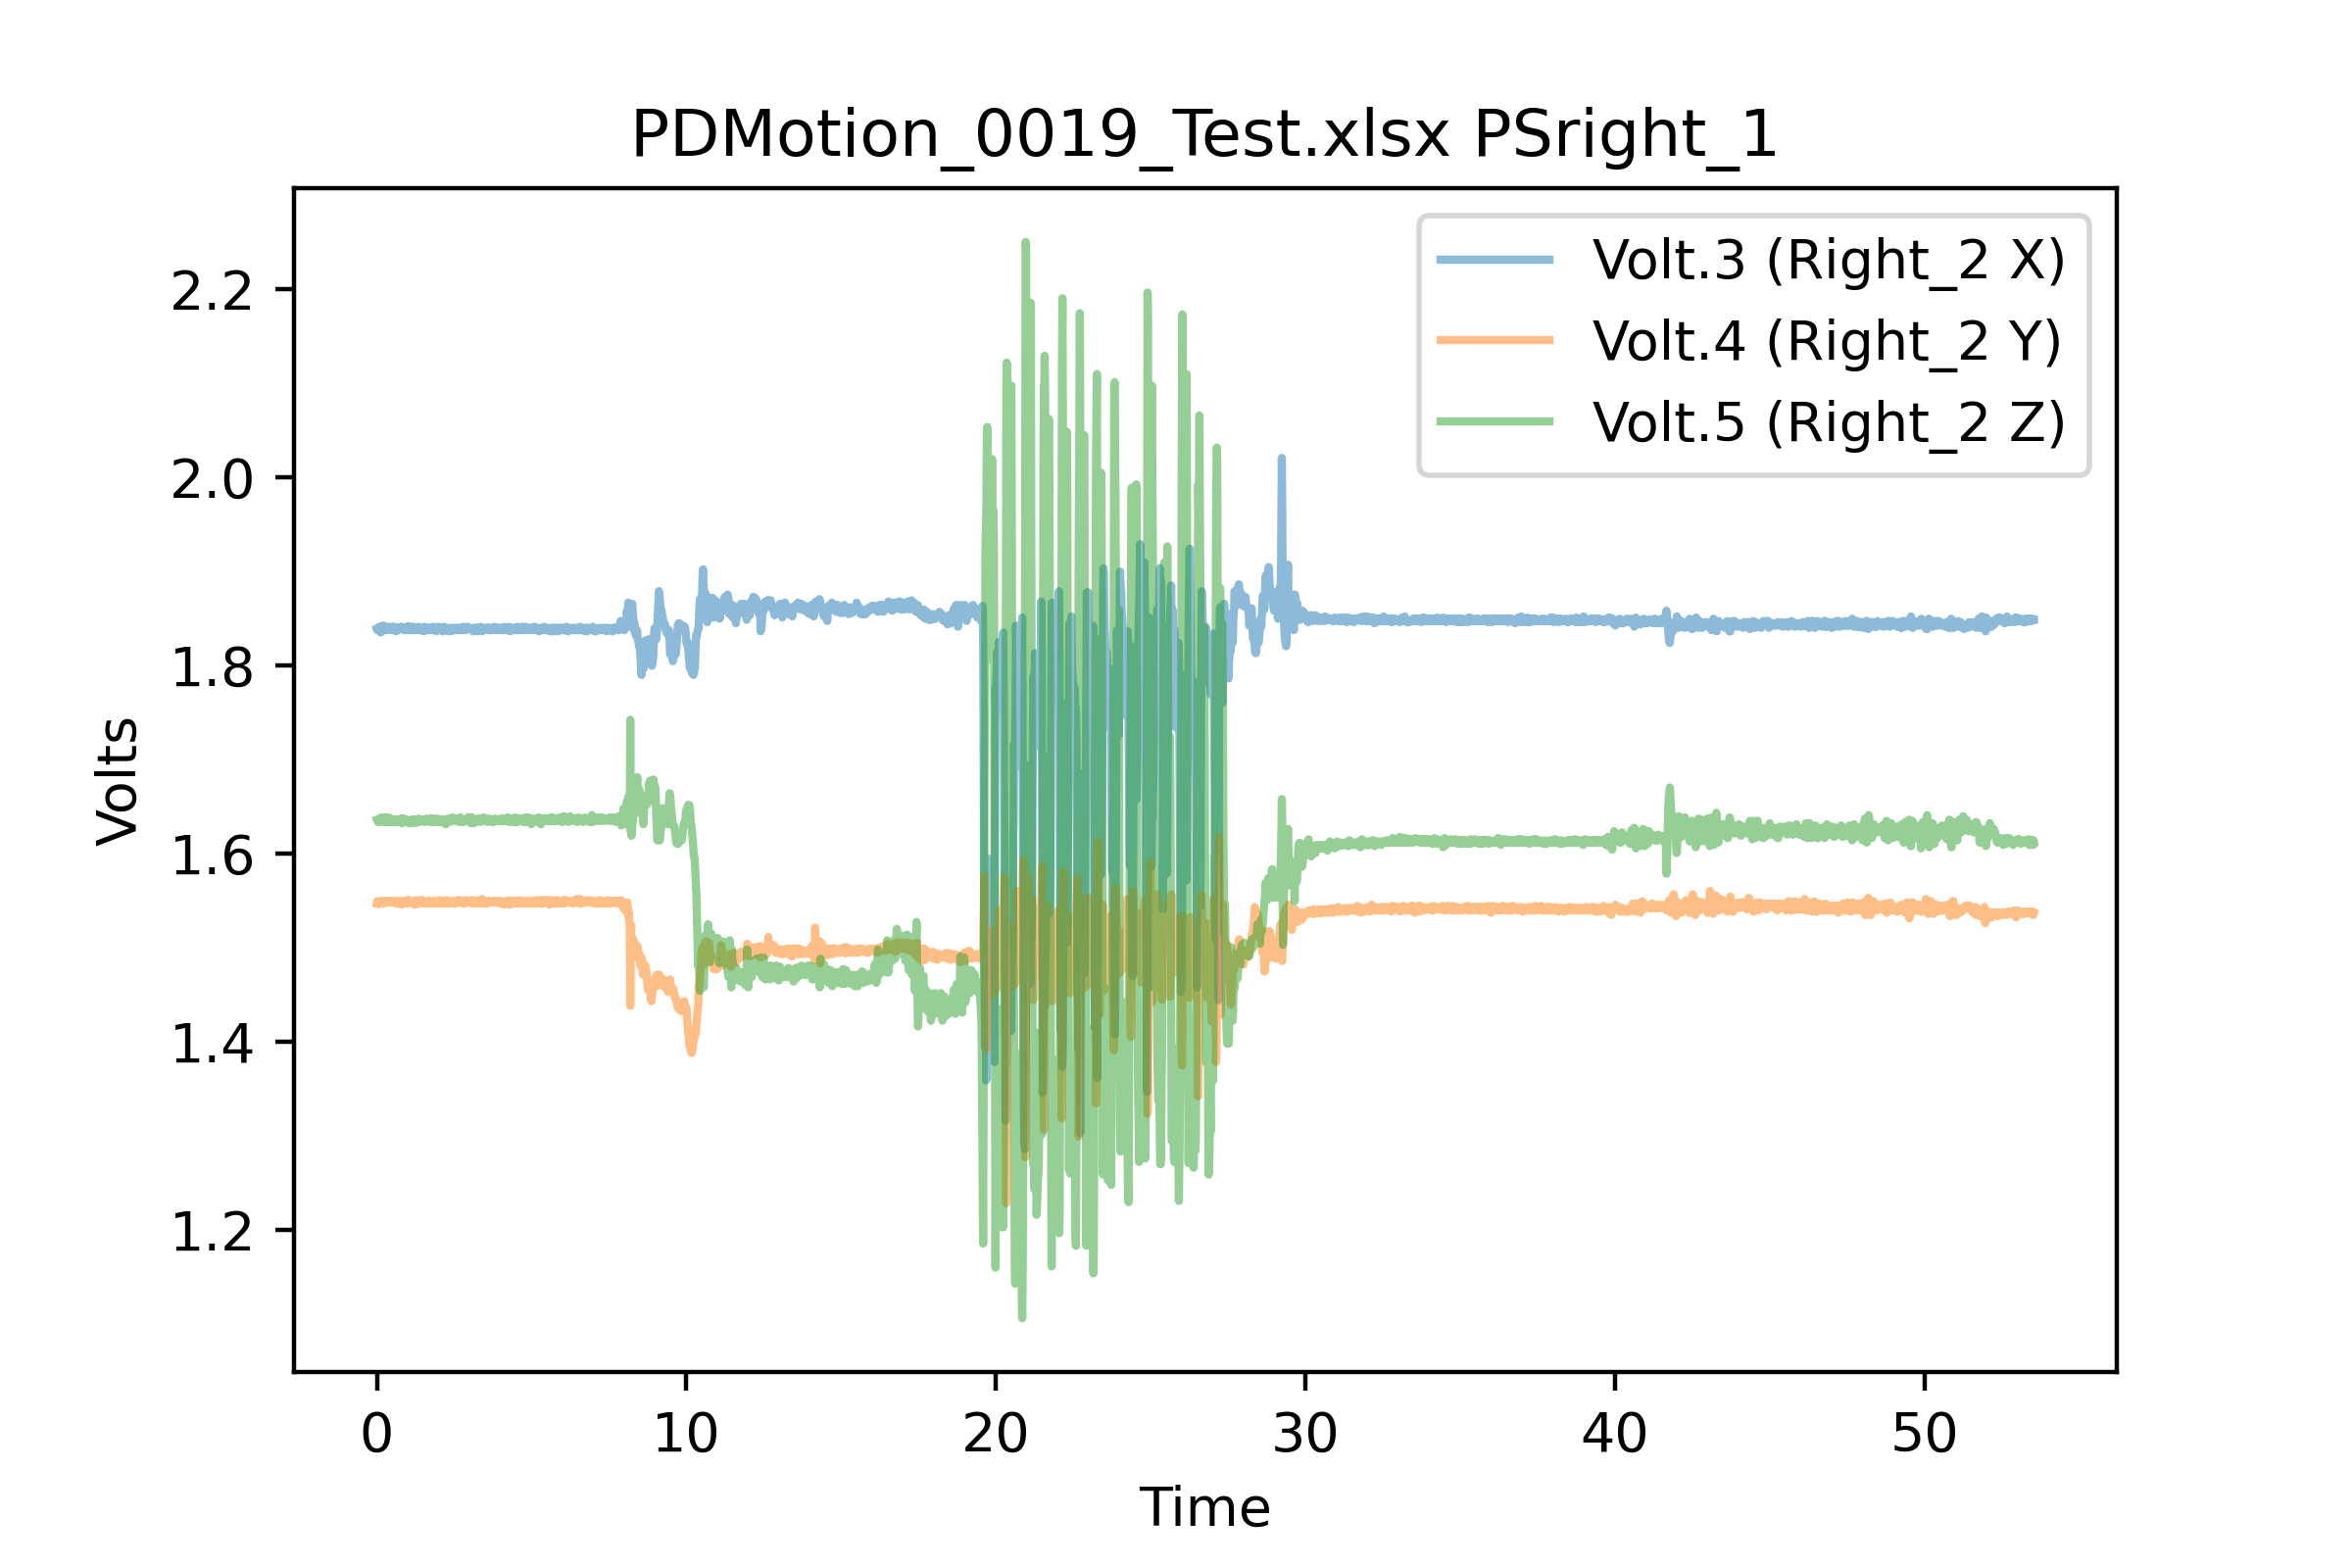 PDMotion_0019_Test.xlsx PSright_1
Volt.3 (Right_2 X)
Volt.4 (Right_2 Y)
Volt.5 (Right_2 Z)
Volts
2.2
2.0
1.8
1.6
1.4
1.2
0 10 20 30 40 50
Time